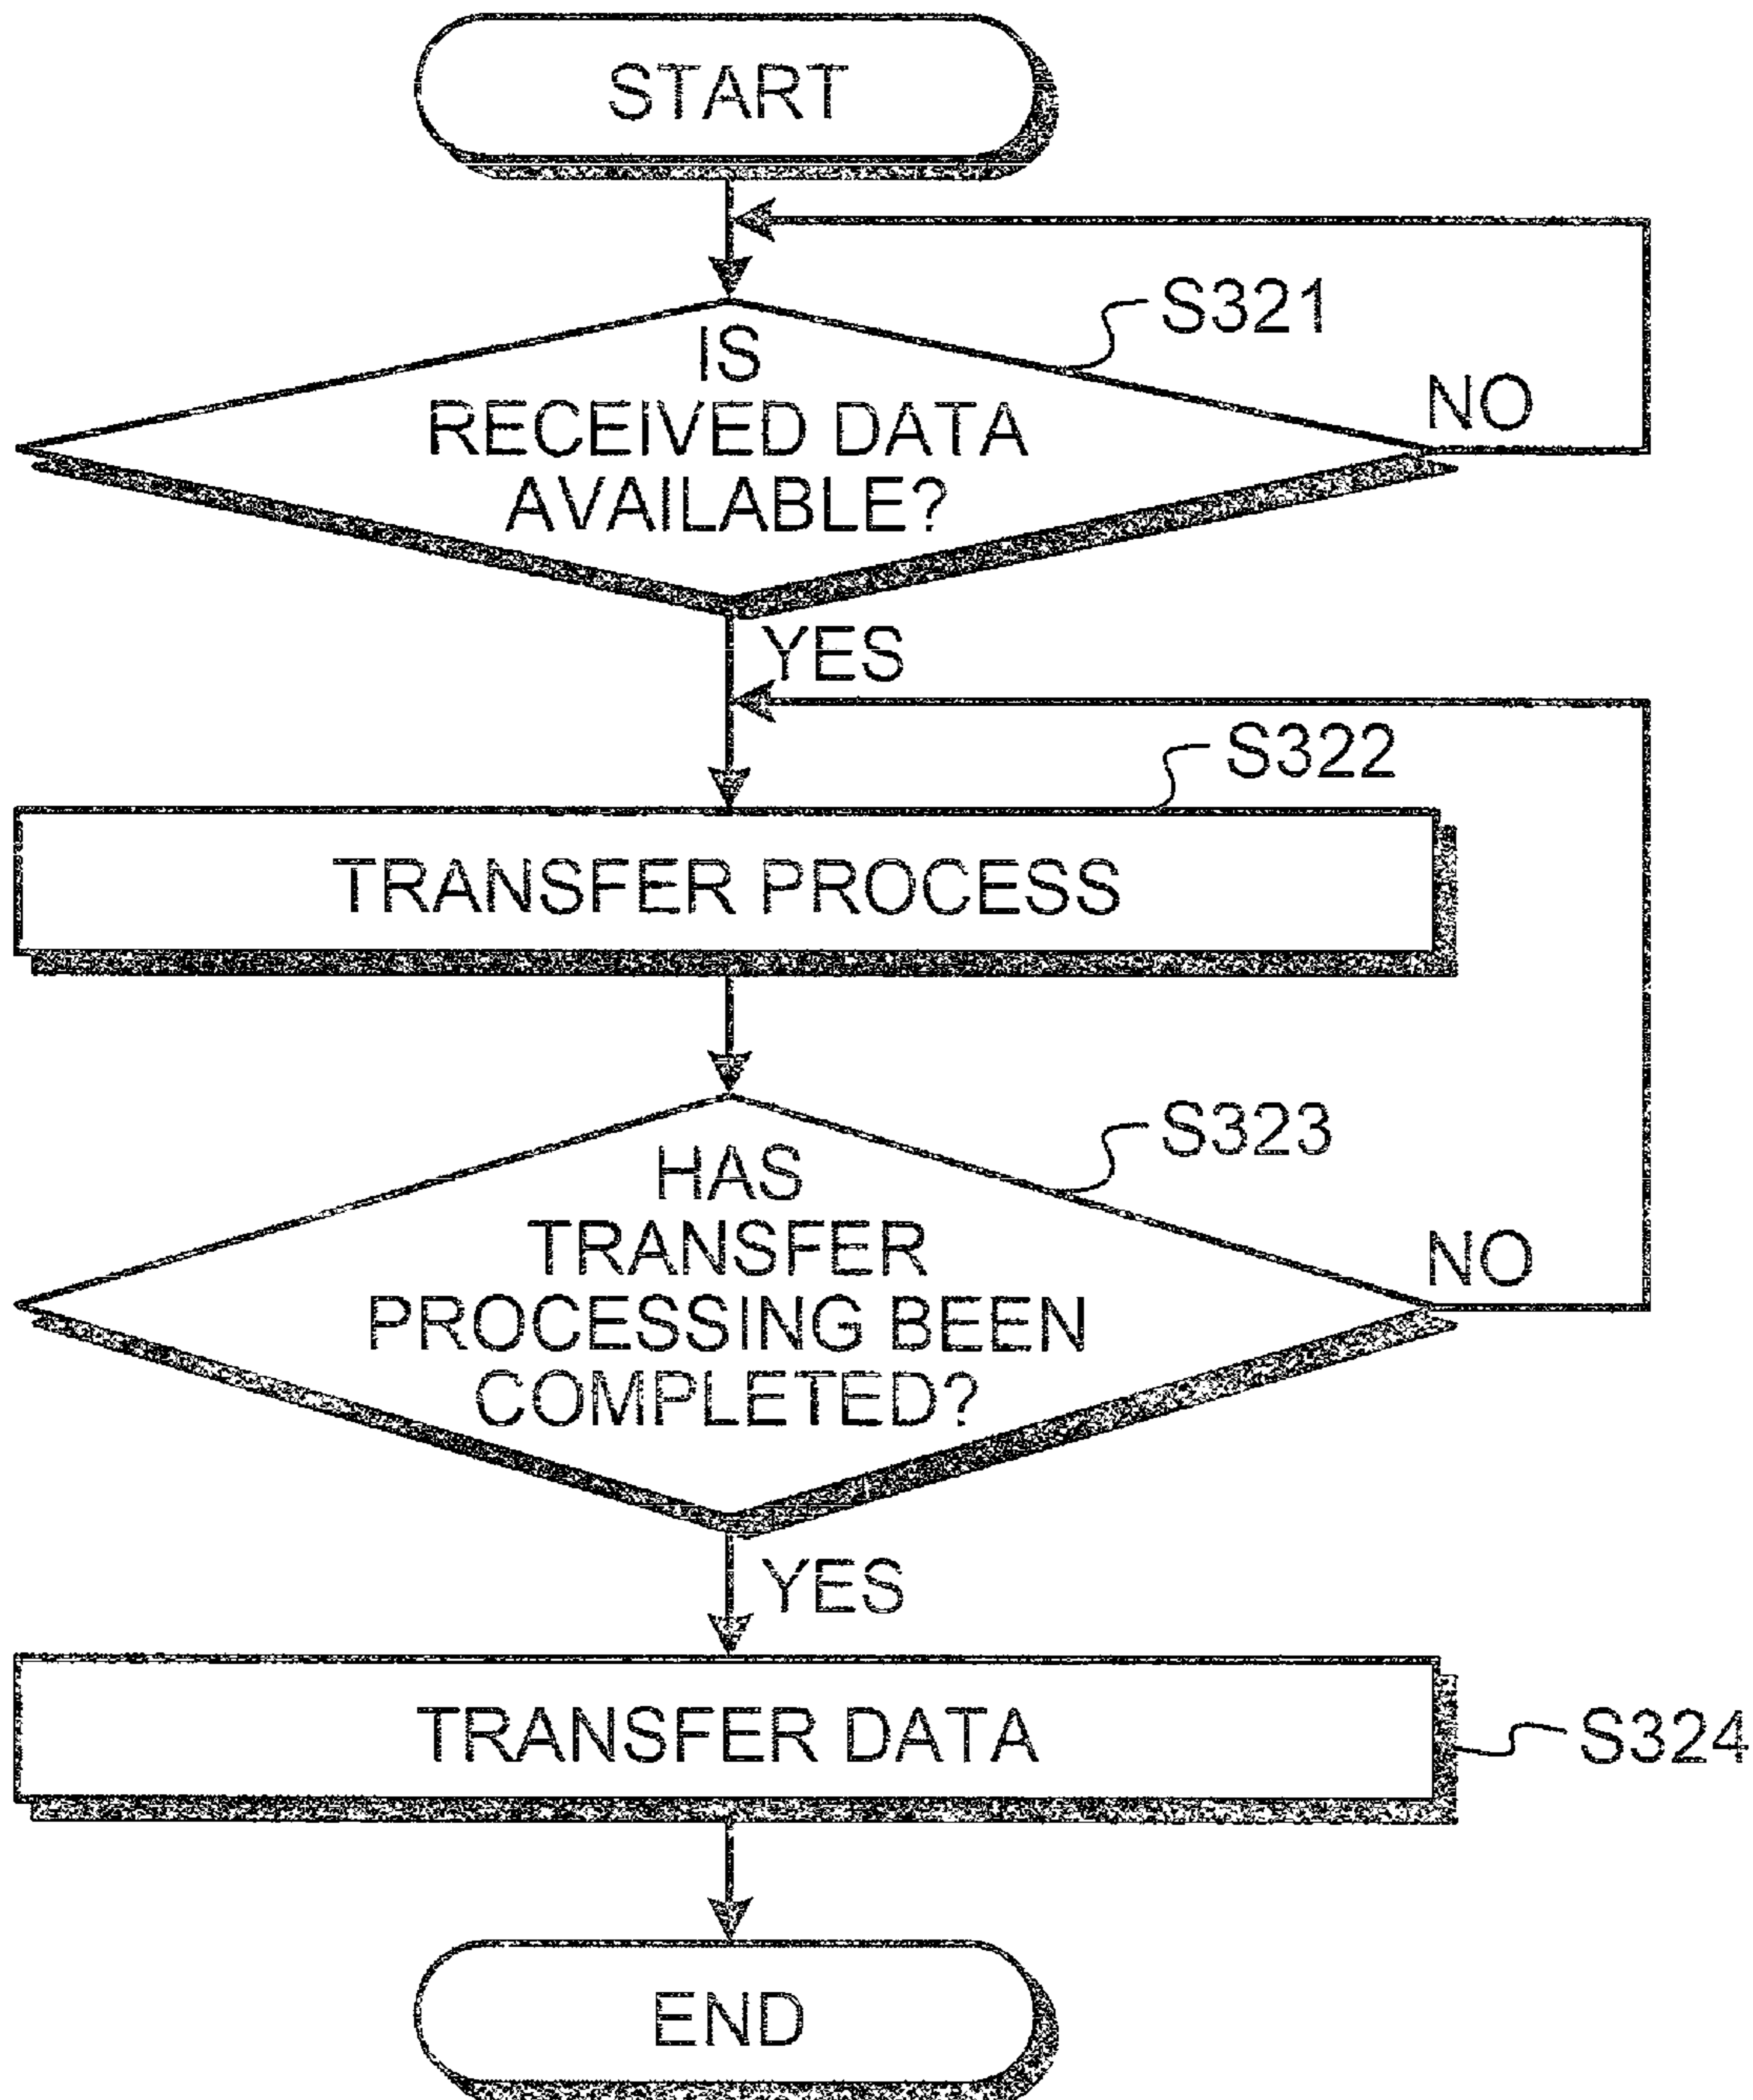 START
S321
IS
RECEIVED DATA
AVAILABLE?
NO
YES
S322
TRANSFER PROCESS
S323
HAS
TRANSFER
PROCESSING BEEN
COMPLETED?
NO
YES
TRANSFER DATA
S324
END